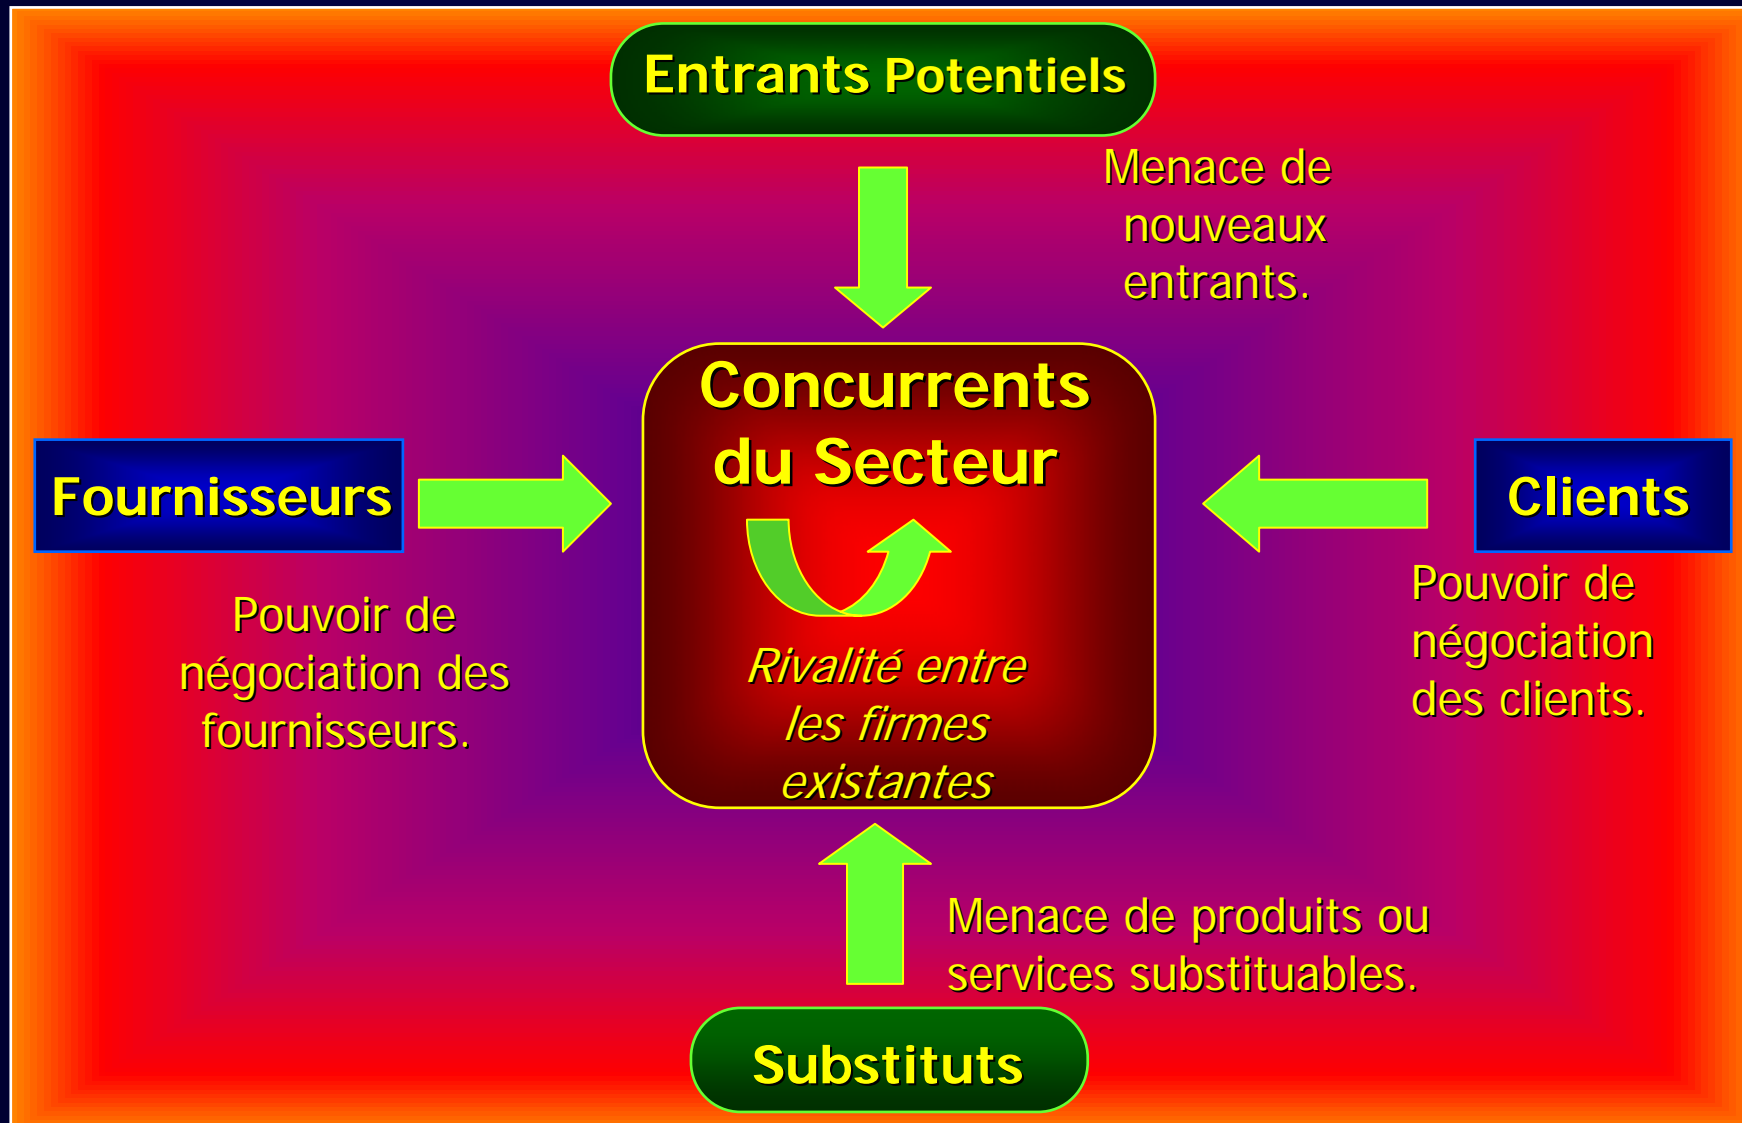 Entrants Potentiels
Menace de
nouveaux
entrants.
Concurrents
du Secteur
Fournisseurs
Clients
Pouvoir de
négociation des
fournisseurs.
Rivalité entre
les firmes
existantes
Pouvoir de
négociation
des clients.
Menace de produits ou
services substituables.
Substituts